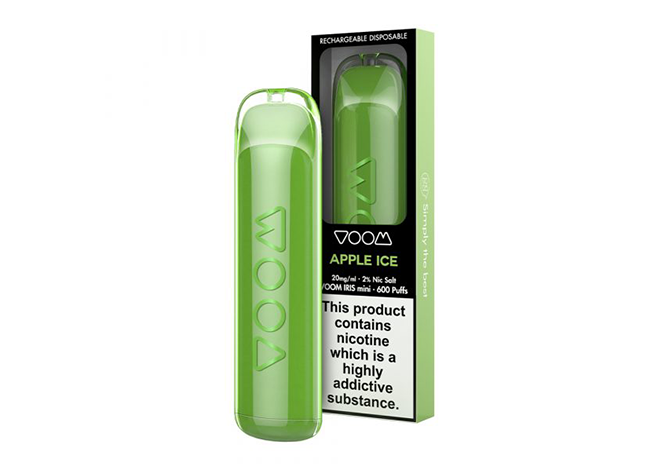 VOOM
RECHARGEABLE DISPOSABLE
VOOM
VOOM
APPLE ICE
20mg/ml · 2% Nic Salt
VOOM IRIS mini · 600 Puffs
This product
contains
nicotine
which is a
highly
addictive
substance.
Simply the best